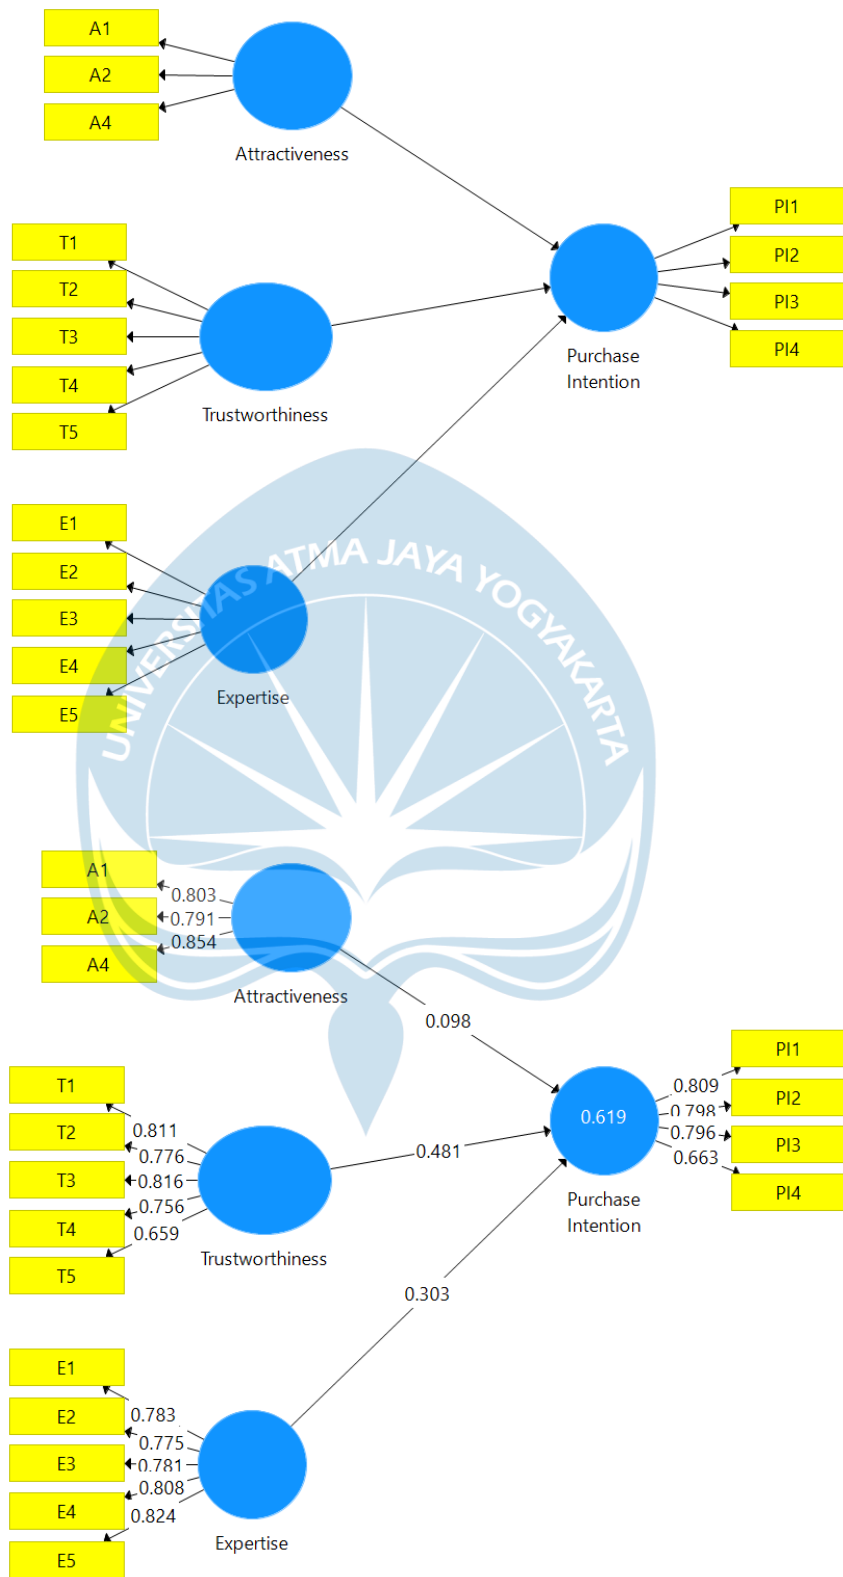 A1
A2
A4
Attractiveness
PI1
PI2
PI3
PI4
Purchase
Intention
T1
T2
T3
T4
T5
Trustworthiness
E1
E2
E3
E4
E5
Expertise
UNIVERSITAS ATMA JAYA YOGYAKARTA
A1
A2
A4
0.803
0.791
0.854
Attractiveness
0.098
PI1
PI2
PI3
PI4
0.809
0.798
0.796
0.663
0.619
Purchase
Intention
T1
T2
T3
T4
T5
0.811
0.776
0.816
0.756
0.659
Trustworthiness
0.481
0.303
E1
E2
E3
E4
E5
0.783
0.775
0.781
0.808
0.824
Expertise